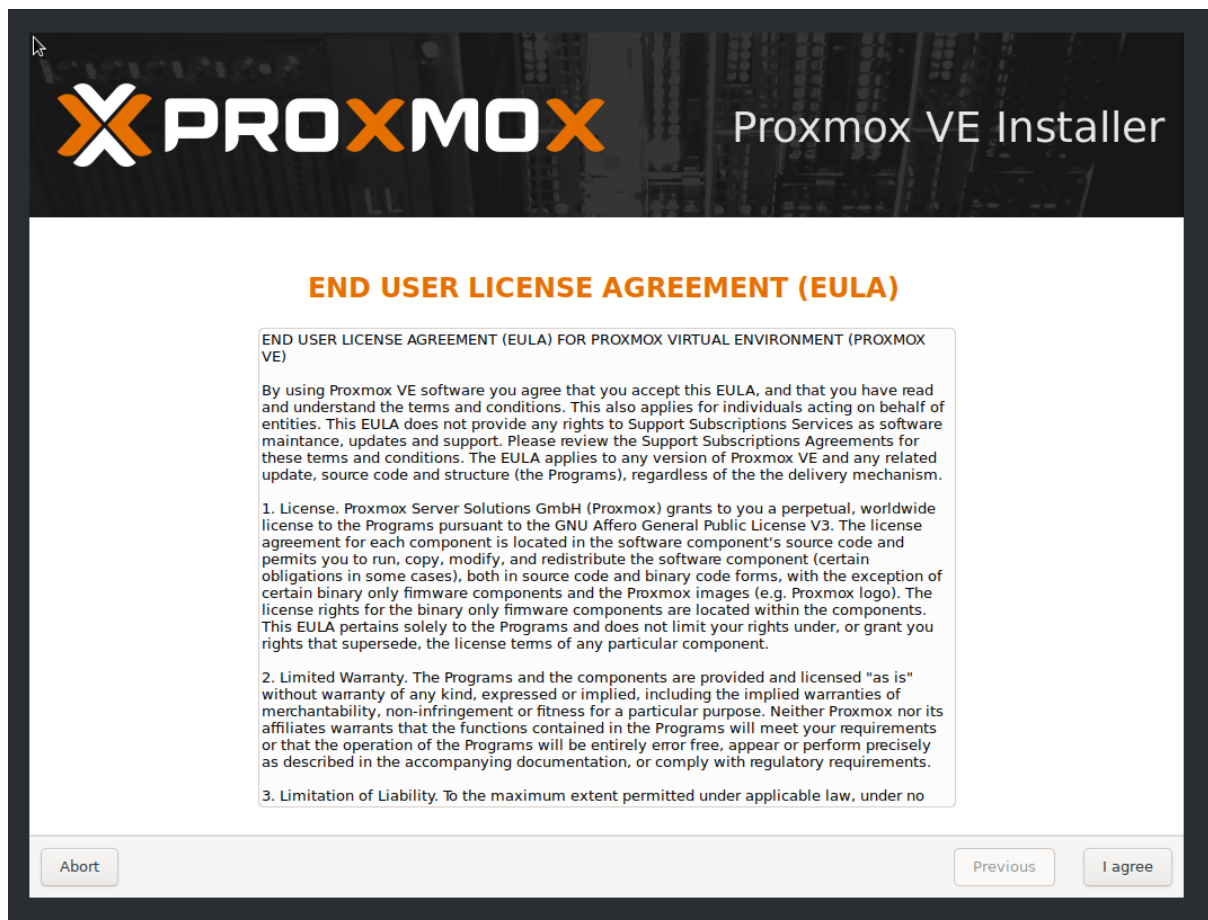 PROXMOX
Proxmox VE Installer
END USER LICENSE AGREEMENT (EULA)
END USER LICENSE AGREEMENT (EULA) FOR PROXMOX VIRTUAL ENVIRONMENT (PROXMOX
VE)
By using Proxmox VE software you agree that you accept this EULA, and that you have read
and understand the terms and conditions. This also applies for individuals acting on behalf of
entities. This EULA does not provide any rights to Support Subscriptions Services as software
maintance, updates and support. Please review the Support Subscriptions Agreements for
these terms and conditions. The EULA applies to any version of Proxmox VE and any related
update, source code and structure (the Programs), regardless of the the delivery mechanism.
1. License. Proxmox Server Solutions GmbH (Proxmox) grants to you a perpetual, worldwide
license to the Programs pursuant to the GNU Affero General Public License V3. The license
agreement for each component is located in the software component's source code and
permits you to run, copy, modify, and redistribute the software component (certain
obligations in some cases), both in source code and binary code forms, with the exception of
certain binary only firmware components and the Proxmox images (e.g. Proxmox logo). The
license rights for the binary only firmware components are located within the components.
This EULA pertains solely to the Programs and does not limit your rights under, or grant you
rights that supersede, the license terms of any particular component.
2. Limited Warranty. The Programs and the components are provided and licensed "as is"
without warranty of any kind, expressed or implied, including the implied warranties of
merchantability, non-infringement or fitness for a particular purpose. Neither Proxmox nor its
affiliates warrants that the functions contained in the Programs will meet your requirements
or that the operation of the Programs will be entirely error free, appear or perform precisely
as described in the accompanying documentation, or comply with regulatory requirements.
3. Limitation of Liability. To the maximum extent permitted under applicable law, under no
Abort
Previous
I agree